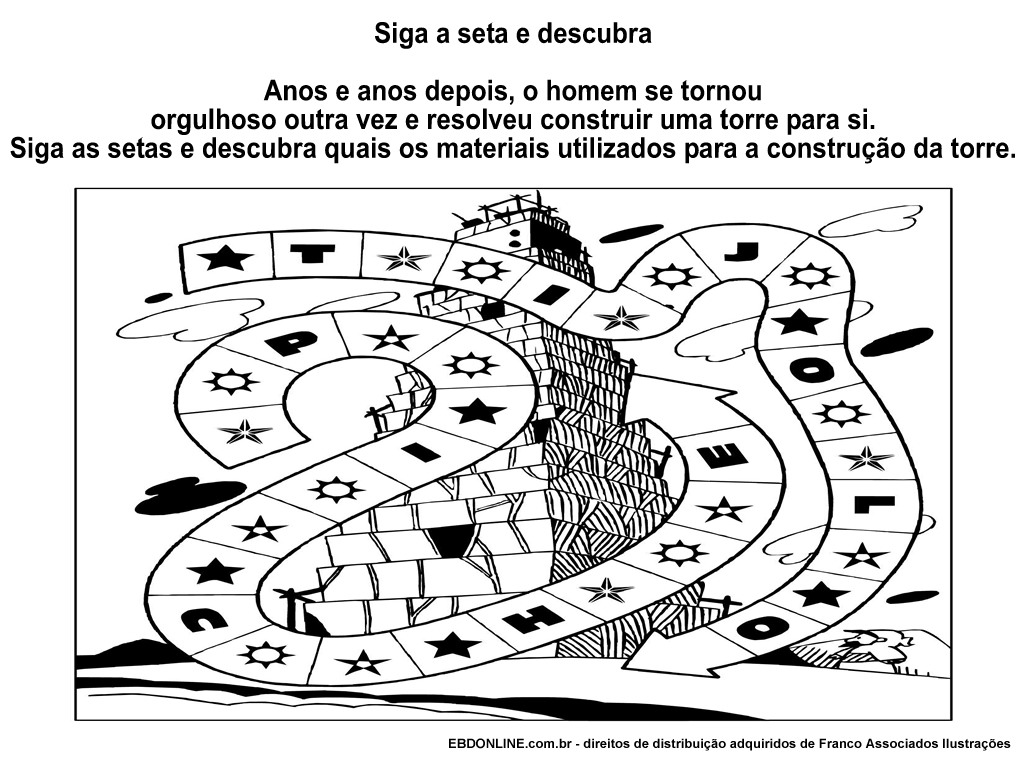 Siga a seta e descubra
Anos e anos depois, o homem se tornou
orgulhoso outra vez e resolveu construir uma torre para si.
Siga as setas e descubra quais os materiais utilizados para a construção da torre.
T I J O L O
P I C H E
EBDONLINE.com.br - direitos de distribuição adquiridos de Franco Associados Ilustrações